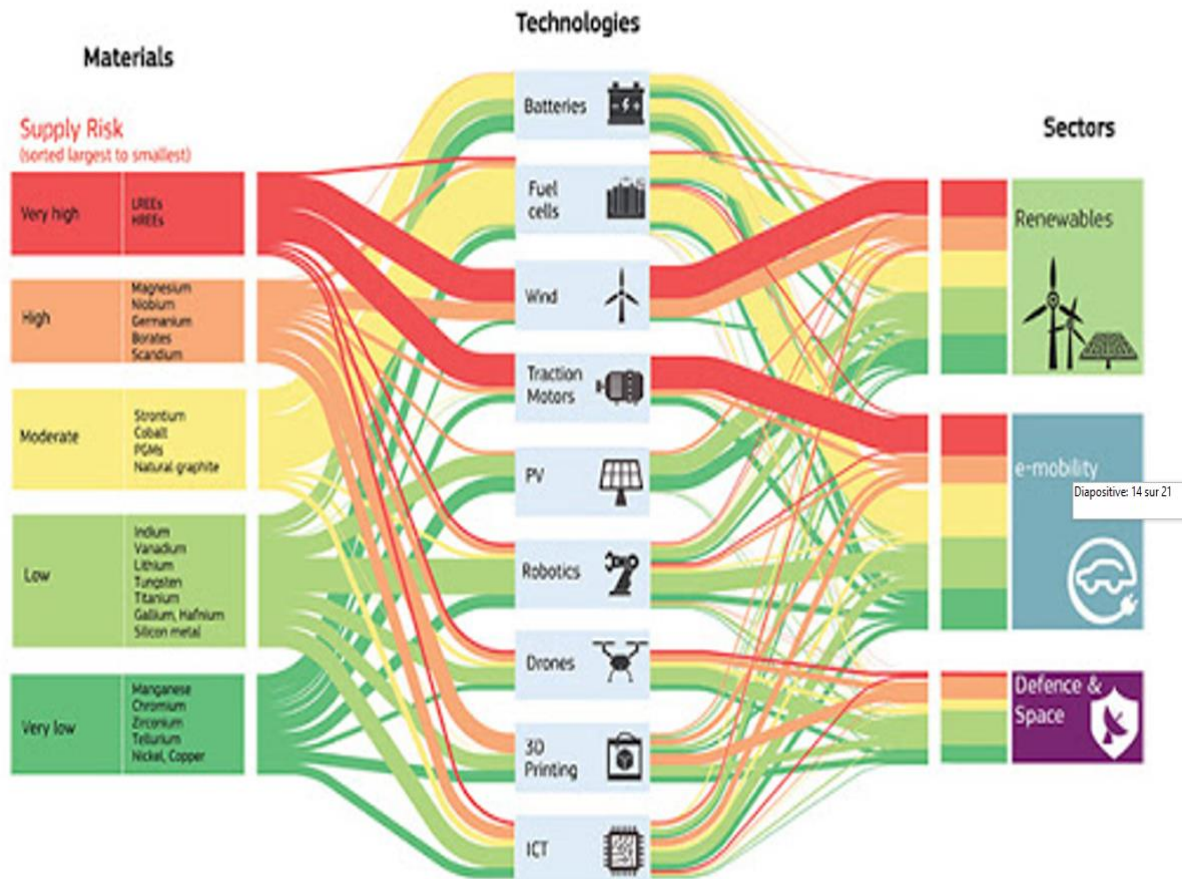 Technologies
Materials
Supply Risk
(sorted largest to smallest)
Very high
LREEs
HREEs
High
Magnesium
Niobium
Germanium
Borates
Scandium
Moderate
Strontium
Cobalt
PGMs
Natural graphite
Low
Indium
Vanadium
Lithium
Tungsten
Titanium
Gallium, Hafnium
Silicon metal
Very low
Manganese
Chromium
Zirconium
Tellurium
Nickel, Copper
Batteries
Fuel
cells
Wind
Traction
Motors
PV
Robotics
Drones
3D
Printing
ICT
Sectors
Renewables
e-mobility
Diapositive: 14 sur 21
Defence &
Space